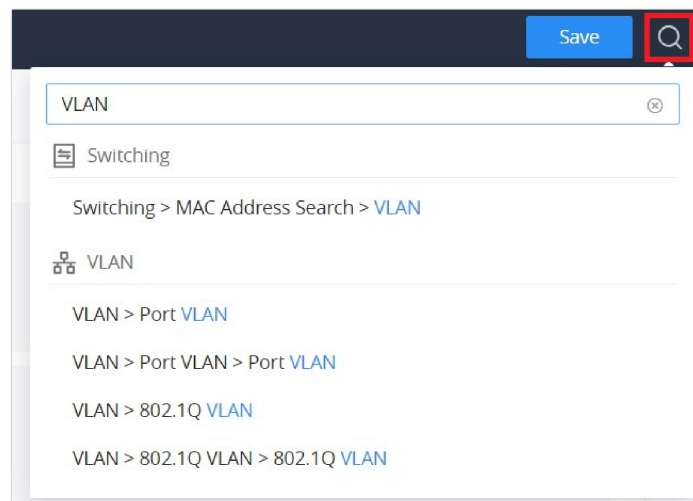 Save
VLAN
Switching
Switching > MAC Address Search > VLAN
VLAN
VLAN > Port VLAN
VLAN > Port VLAN > Port VLAN
VLAN > 802.1Q VLAN
VLAN > 802.1Q VLAN > 802.1Q VLAN